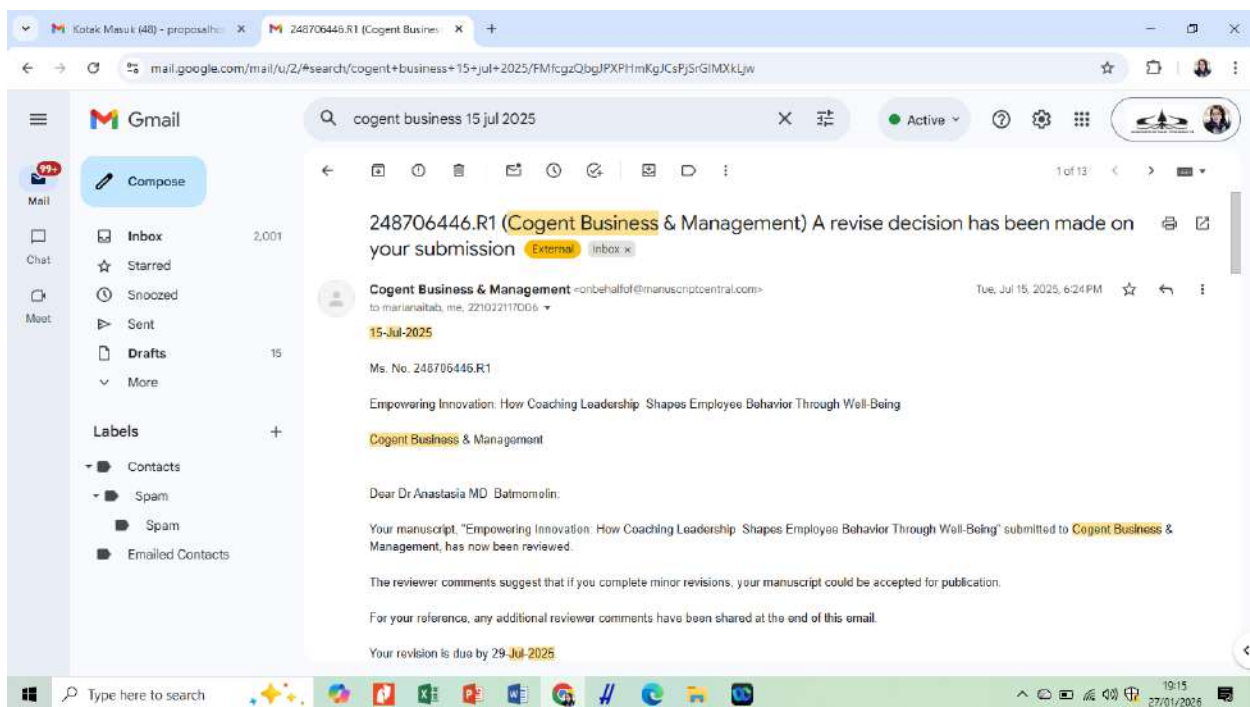 Kotak Masuk (48) - proposalho
248706446.R1 (Cogent Busines
mail.google.com/mail/u/2/#search/cogent+business+15+jul+2025/FMfcgzQbgJPXPHmKgJCsPjSrGlMXkLjw
Gmail
cogent business 15 jul 2025
Active
99+
Mail
Chat
Meet
Compose
Inbox 2,001
Starred
Snoozed
Sent
Drafts 15
More
Labels
Contacts
Spam
Spam
Emailed Contacts
1 of 13
248706446.R1 (Cogent Business & Management) A revise decision has been made on
your submission External Inbox x
Cogent Business & Management <onbehalfof@manuscriptcentral.com> Tue, Jul 15, 2025, 6:24 PM
to marianaitab, me, 221022117006
15-Jul-2025
Ms. No. 248706446.R1
Empowering Innovation: How Coaching Leadership Shapes Employee Behavior Through Well-Being
Cogent Business & Management
Dear Dr Anastasia MD Batmomolin:
Your manuscript, "Empowering Innovation: How Coaching Leadership Shapes Employee Behavior Through Well-Being" submitted to Cogent Business &
Management, has now been reviewed.
The reviewer comments suggest that if you complete minor revisions, your manuscript could be accepted for publication.
For your reference, any additional reviewer comments have been shared at the end of this email.
Your revision is due by 29-Jul-2025
Type here to search
19:15
27/01/2026